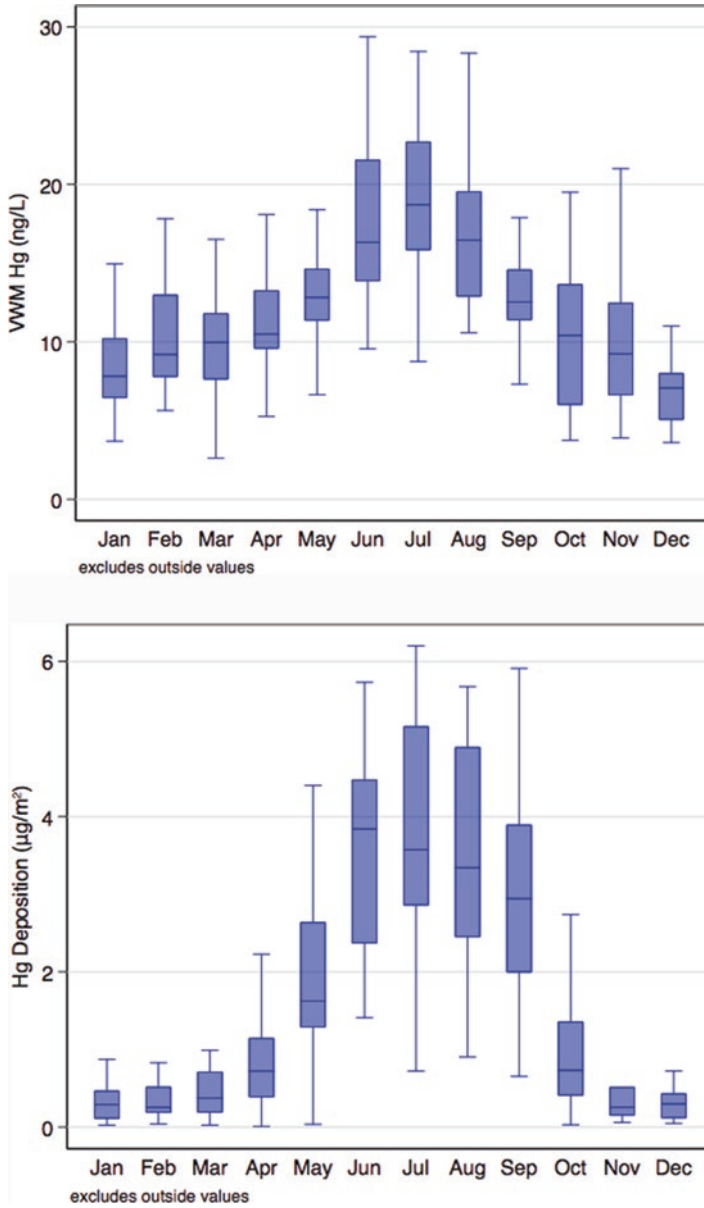 VWM Hg (ng/L)
30
20
10
0
Jan Feb Mar Apr May Jun Jul Aug Sep Oct Nov Dec
excludes outside values
Hg Deposition (µg/m²)
6
4
2
0
Jan Feb Mar Apr May Jun Jul Aug Sep Oct Nov Dec
excludes outside values